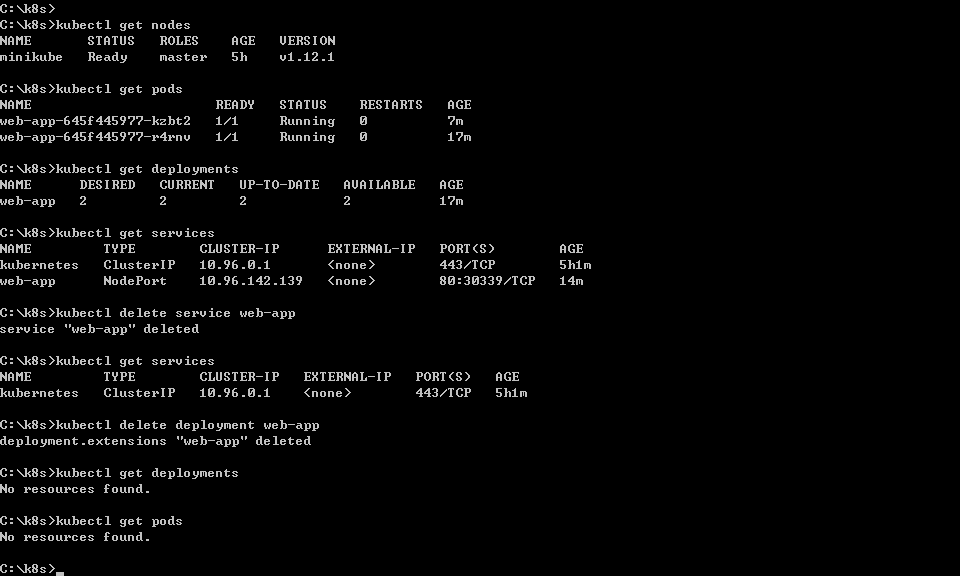 C:\k8s>
C:\k8s>kubectl get nodes
NAME       STATUS   ROLES    AGE   VERSION
minikube   Ready    master   5h    v1.12.1
C:\k8s>kubectl get pods
NAME                       READY   STATUS    RESTARTS   AGE
web-app-645f445977-kzbt2   1/1     Running   0          7m
web-app-645f445977-r4rnv   1/1     Running   0          17m
C:\k8s>kubectl get deployments
NAME      DESIRED   CURRENT   UP-TO-DATE   AVAILABLE   AGE
web-app   2         2         2            2           17m
C:\k8s>kubectl get services
NAME         TYPE        CLUSTER-IP      EXTERNAL-IP   PORT(S)        AGE
kubernetes   ClusterIP   10.96.0.1       <none>        443/TCP        5h1m
web-app      NodePort    10.96.142.139   <none>        80:30339/TCP   14m
C:\k8s>kubectl delete service web-app
service "web-app" deleted
C:\k8s>kubectl get services
NAME         TYPE        CLUSTER-IP   EXTERNAL-IP   PORT(S)   AGE
kubernetes   ClusterIP   10.96.0.1    <none>        443/TCP   5h1m
C:\k8s>kubectl delete deployment web-app
deployment.extensions "web-app" deleted
C:\k8s>kubectl get deployments
No resources found.
C:\k8s>kubectl get pods
No resources found.
C:\k8s>